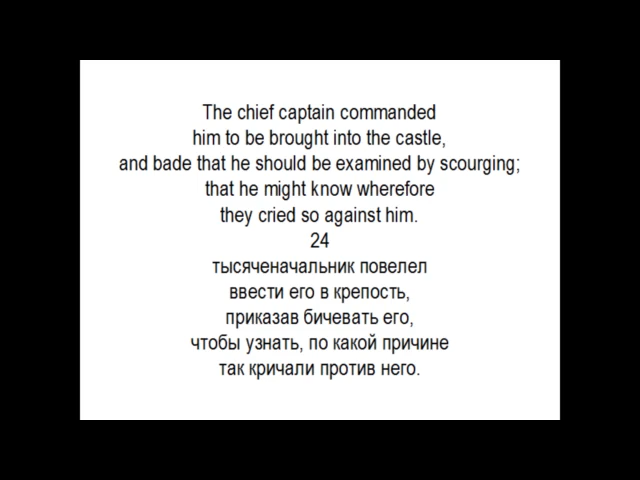 The chief captain commanded
him to be brought into the castle,
and bade that he should be examined by scourging;
that he might know wherefore
they cried so against him.
24
тысяченачальник повелел
ввести его в крепость,
приказав бичевать его,
чтобы узнать, по какой причине
так кричали против него.